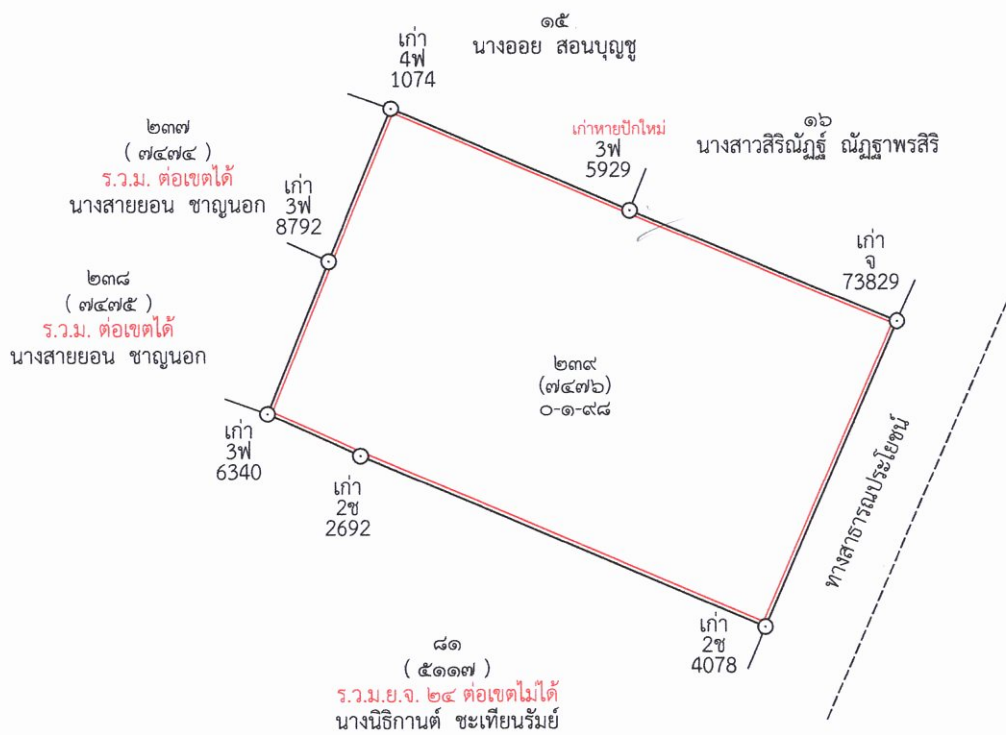 ๑๕
นางออย สอนบุญชู
เก่า
4ฟ
1074
๒๓๗
( ๗๔๗๔ )
ร.ว.ม. ต่อเขตได้
นางสายยอน ชาญนอก
เก่าหายปักใหม่
3ฟ
5929
๑๖
นางสาวสิริณัฏฐ์ ณัฏฐาพรสิริ
เก่า
3ฟ
8792
เก่า
จ
73829
๒๓๘
( ๗๔๗๕ )
ร.ว.ม. ต่อเขตได้
นางสายยอน ชาญนอก
๒๓๙
(๗๔๗๖)
๐-๑-๙๘
เก่า
3ฟ
6340
เก่า
2ช
2692
ทางสาธารณประโยชน์
เก่า
2ช
4078
๘๑
( ๕๑๑๗ )
ร.ว.ม.ย.จ. ๒๔ ต่อเขตไม่ได้
นางนิธิกานต์ ชะเทียนรัมย์